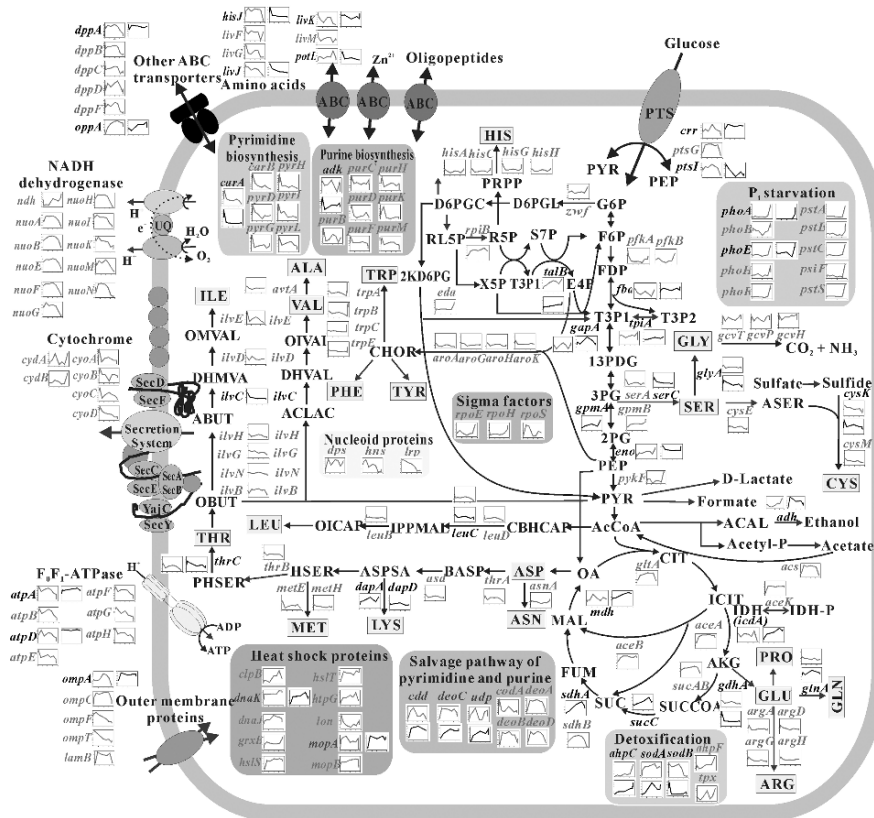 dppA
dppB
dppC
dppD
dppF
oppA
Other ABC
transporters
hisJ
livF
livG
livJ
Amino acids
livK
livM
potL
Zn²⁺
Oligopeptides
ABC
ABC
ABC
Glucose
PTS
crr
ptsG
ptsI
PYR
PEP
Pyrimidine
biosynthesis
carB pyrH
carA
pyrD
pyrG pyrL
Purine biosynthesis
adk purC purH
purD purK
purB
purF purM
HIS
hisA hisC hisG hisH
PRPP
D6PGC
D6PGL
zwf
G6P
RL5P
rpiB
R5P
S7P
F6P
pfkA pfkB
FDP
X5P
T3P1
talB
E4P
fba
T3P1
T3P2
tpiA
gapA
13PDG
3PG
gpmA
gpmB
2PG
eno
PEP
pykF
PYR
Pᵢ starvation
phoA
pstA
pstC
phoE
psiF
pstS
NADH
dehydrogenase
ndh nuoH
nuoA nuoI
nuoB nuoK
nuoE nuoM
nuoF nuoN
nuoG
H
e⁻
UQ
H₂O
O₂
Cytochrome
cydA cyoA
cydB cyoB
cyoC
cyoD
SecD
SecF
Secretion
System
SecC
SecA
SecE
SecB
YajC
SecY
ILE
OMVAL
DHMVA
ABUT
OBUT
THR
thrC
PHSER
ilvE
ilvD
ilvC
ilvH
ilvG
ilvN
ilvB
ALA
avtA
VAL
ilvE
OIVAL
ilvD
DHVAL
ilvC
ACLAC
ilvH
ilvG
ilvN
ilvB
TRP
trpA
trpB
trpC
trpE
2KD6PG
eda
CHOR
aroA aroG aroH aroK
PHE
TYR
Sigma factors
rpoE rpoH rpoS
Nucleoid proteins
dps hns lrp
serA serC
SER
GLY
glyA
gcvT gcvP gcvH
CO₂ + NH₃
cysE
ASER
Sulfate
Sulfide
cysK
cysM
CYS
D-Lactate
Formate
LEU
OICAP
leuB
IPPMAL
leuC
leuD
CBHCAP
AcCoA
ACAL
adh
Ethanol
Acetyl-P
Acetate
acs
thrB
HSER
metE metH
MET
ASPSA
dapA dapD
LYS
asd
BASP
thrA
ASP
asnA
ASN
OA
gltA
CIT
ICIT
IDH
(icdA)
aceK
IDH-P
mdh
MAL
aceA
aceB
FUM
AKG
sucAB
sdhA
sdhB
SUC
sucC
SUCCOA
gdhA
PRO
GLU
glnA
GLN
argA argD
argG argH
ARG
F₀F₁-ATPase
H
atpA atpF
atpB atpG
atpD atpH
atpE
ADP
ATP
ompA
ompC
ompF
ompT
lamB
Outer membrane
proteins
Heat shock proteins
clpB hslT
dnaK htpG
dnaJ lon
grxE mopA
hslS mopB
Salvage pathway of
pyrimidine and purine
cdd deoC udp codA deoA
deoB deoD
Detoxification
ahpC sodA sodB ahpF
tpx